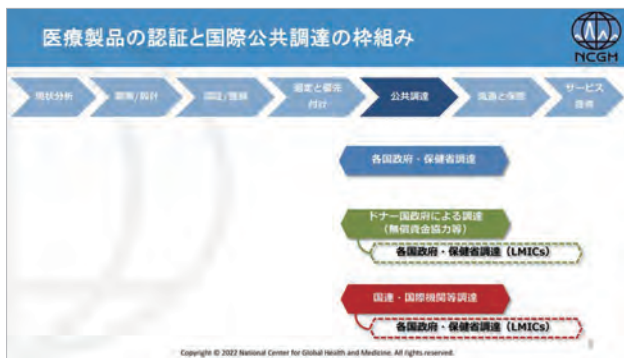 医療製品の認証と国際公共調達の枠組み
NCGH
現状分析
開発/設計
認証/登録
選定と優先
付け
公共調達
流通と保管
サービス
提供
各国政府・保健省調達
ドナー国政府による調達
(無償資金協力等)
各国政府・保健省調達（LMICs）
国連・国際機関等調達
各国政府・保健省調達（LMICs）
Copyright © 2022 National Center for Global Health and Medicine. All rights reserved.